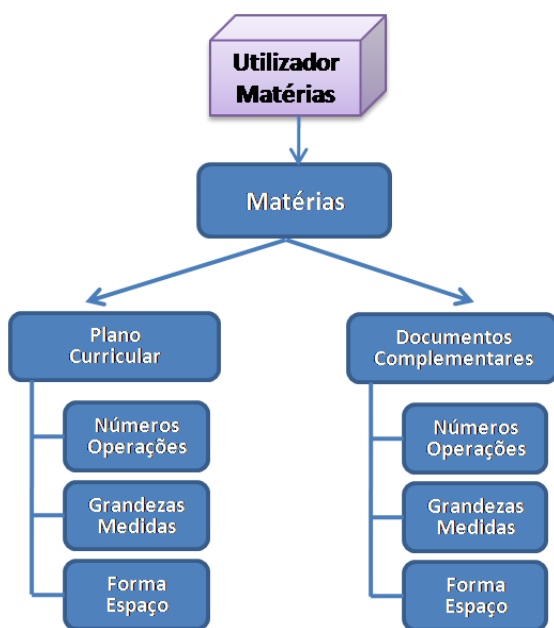 Utilizador
Matérias
Matérias
Plano
Curricular
Números
Operações
Grandezas
Medidas
Forma
Espaço
Documentos
Complementares
Números
Operações
Grandezas
Medidas
Forma
Espaço